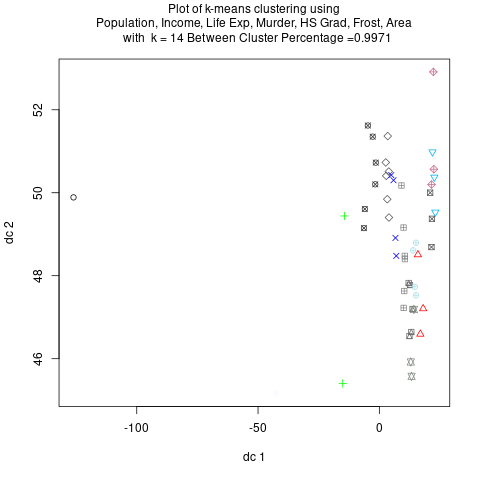 Plot of k-means clustering using
Population, Income, Life Exp, Murder, HS Grad, Frost, Area
with k = 14 Between Cluster Percentage =0.9971
52
50
48
46
dc 2
-100
-50
0
dc 1